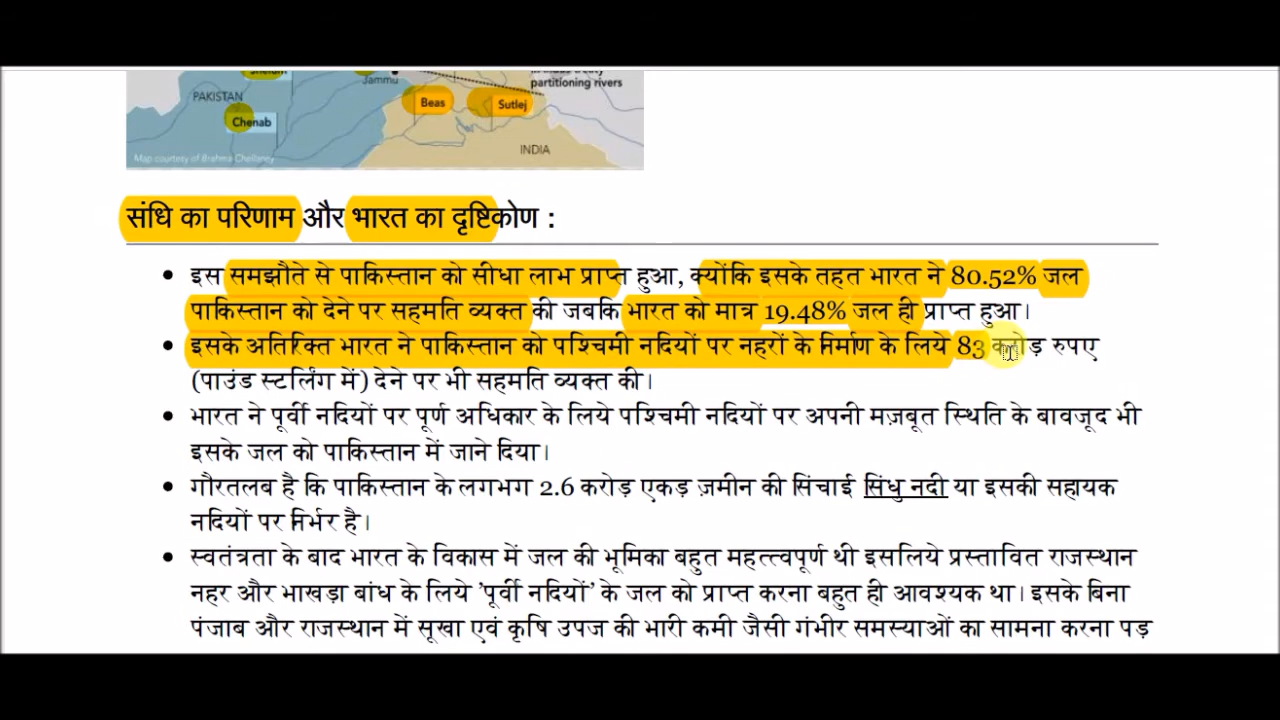 Jammu
partitioning rivers
PAKISTAN
Beas
Sutlej
Chenab
INDIA
Map courtesy of Brahma Chellaney
संधि का परिणाम और भारत का दृष्टिकोण :
इस समझौते से पाकिस्तान को सीधा लाभ प्राप्त हुआ, क्योंकि इसके तहत भारत ने 80.52% जल
पाकिस्तान को देने पर सहमति व्यक्त की जबकि भारत को मात्र 19.48% जल ही प्राप्त हुआ।
इसके अतिरिक्त भारत ने पाकिस्तान को पश्चिमी नदियों पर नहरों के निर्माण के लिये 83 करोड़ रुपए
(पाउंड स्टर्लिंग में) देने पर भी सहमति व्यक्त की।
भारत ने पूर्वी नदियों पर पूर्ण अधिकार के लिये पश्चिमी नदियों पर अपनी मज़बूत स्थिति के बावजूद भी
इसके जल को पाकिस्तान में जाने दिया।
गौरतलब है कि पाकिस्तान के लगभग 2.6 करोड़ एकड़ ज़मीन की सिंचाई सिंधु नदी या इसकी सहायक
नदियों पर निर्भर है।
स्वतंत्रता के बाद भारत के विकास में जल की भूमिका बहुत महत्त्वपूर्ण थी इसलिये प्रस्तावित राजस्थान
नहर और भाखड़ा बांध के लिये ’पूर्वी नदियों’ के जल को प्राप्त करना बहुत ही आवश्यक था। इसके बिना
पंजाब और राजस्थान में सूखा एवं कृषि उपज की भारी कमी जैसी गंभीर समस्याओं का सामना करना पड़